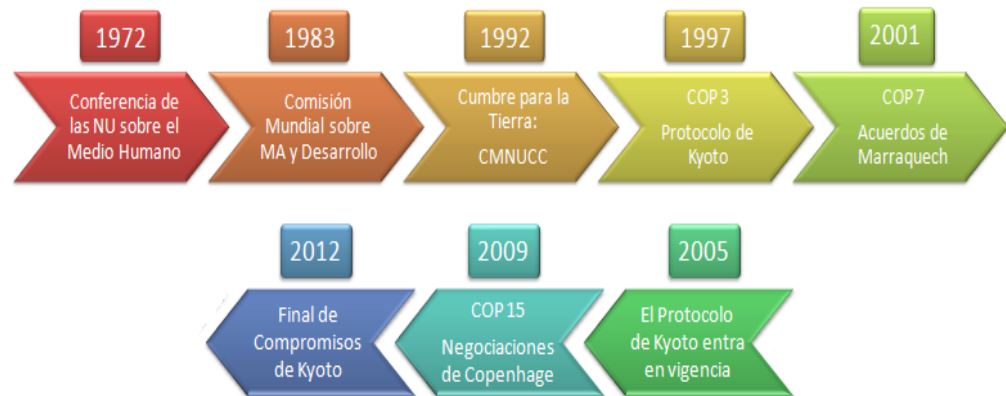 1972
Conferencia de
las NU sobre el
Medio Humano
1983
Comisión
Mundial sobre
MA y Desarrollo
1992
Cumbre para la
Tierra:
CMNUCC
1997
COP 3
Protocolo de
Kyoto
2001
COP 7
Acuerdos de
Marraquech
2005
El Protocolo
de Kyoto entra
en vigencia
2009
COP 15
Negociaciones
de Copenhage
2012
Final de
Compromisos
de Kyoto